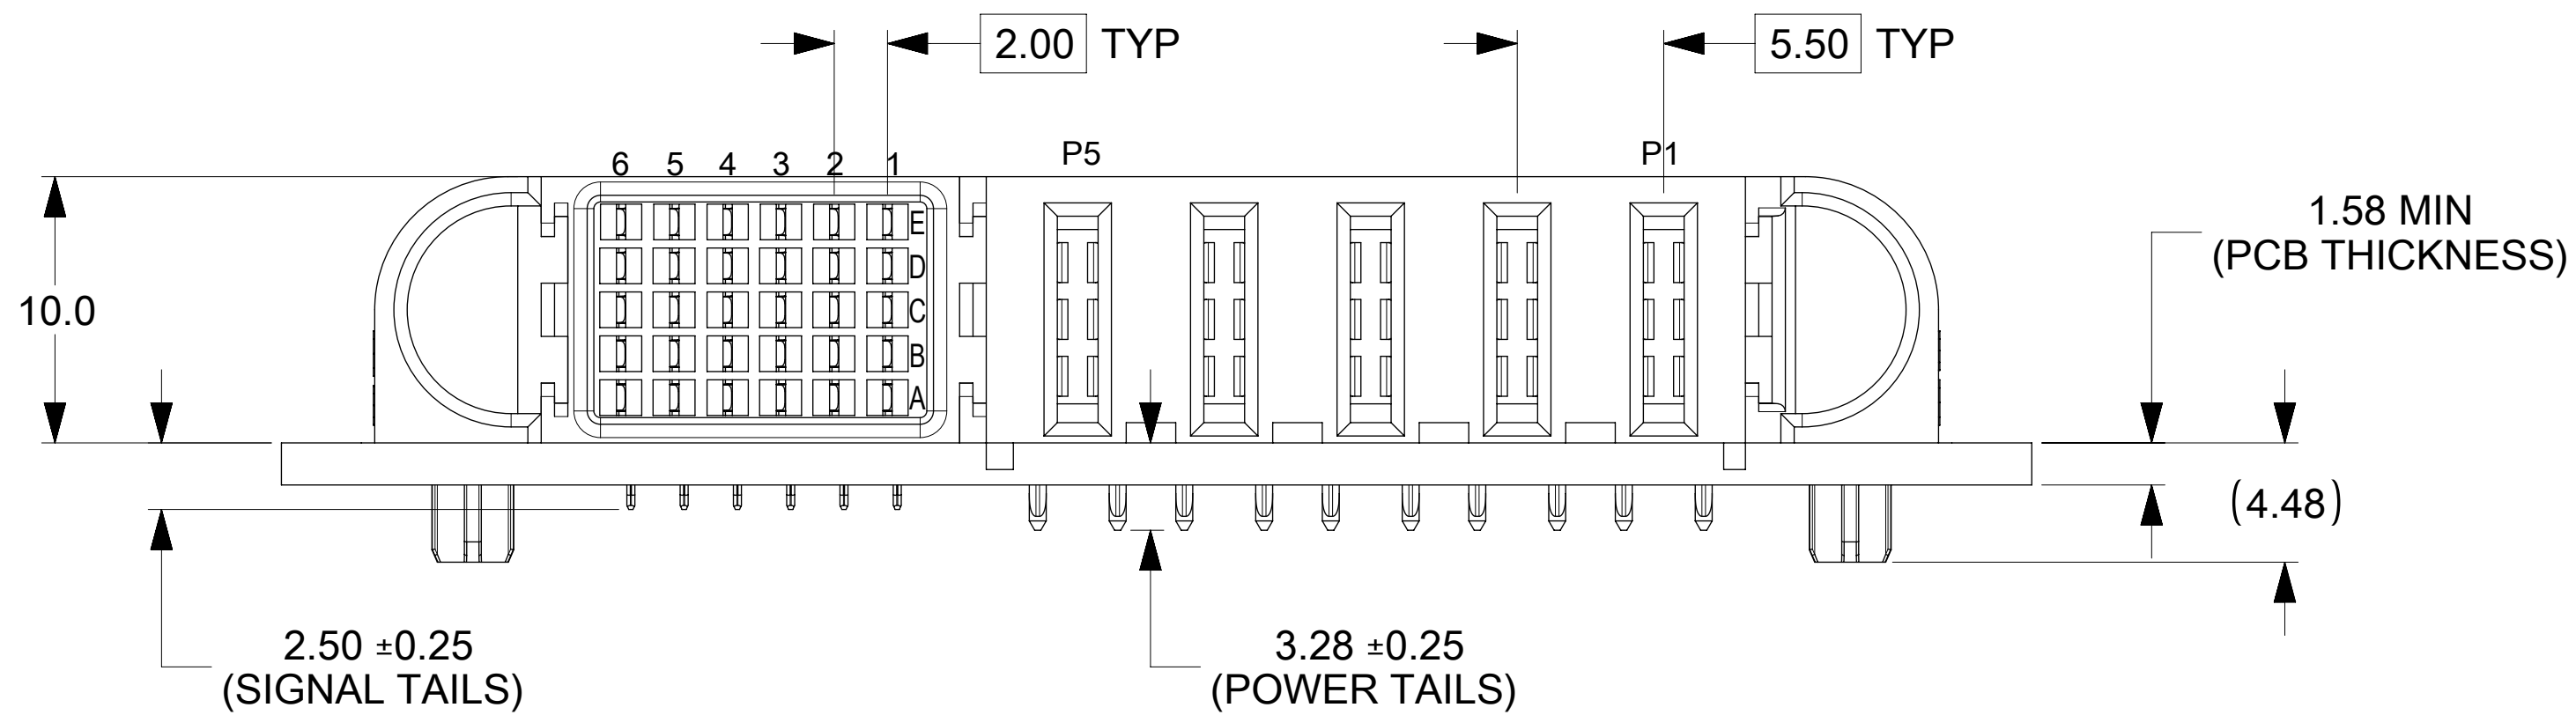 2.00 TYP
5.50 TYP
6 5 4 3 2 1
P5
P1
E
D
C
B
A
10.0
1.58 MIN
(PCB THICKNESS)
(4.48)
2.50 ±0.25
(SIGNAL TAILS)
3.28 ±0.25
(POWER TAILS)